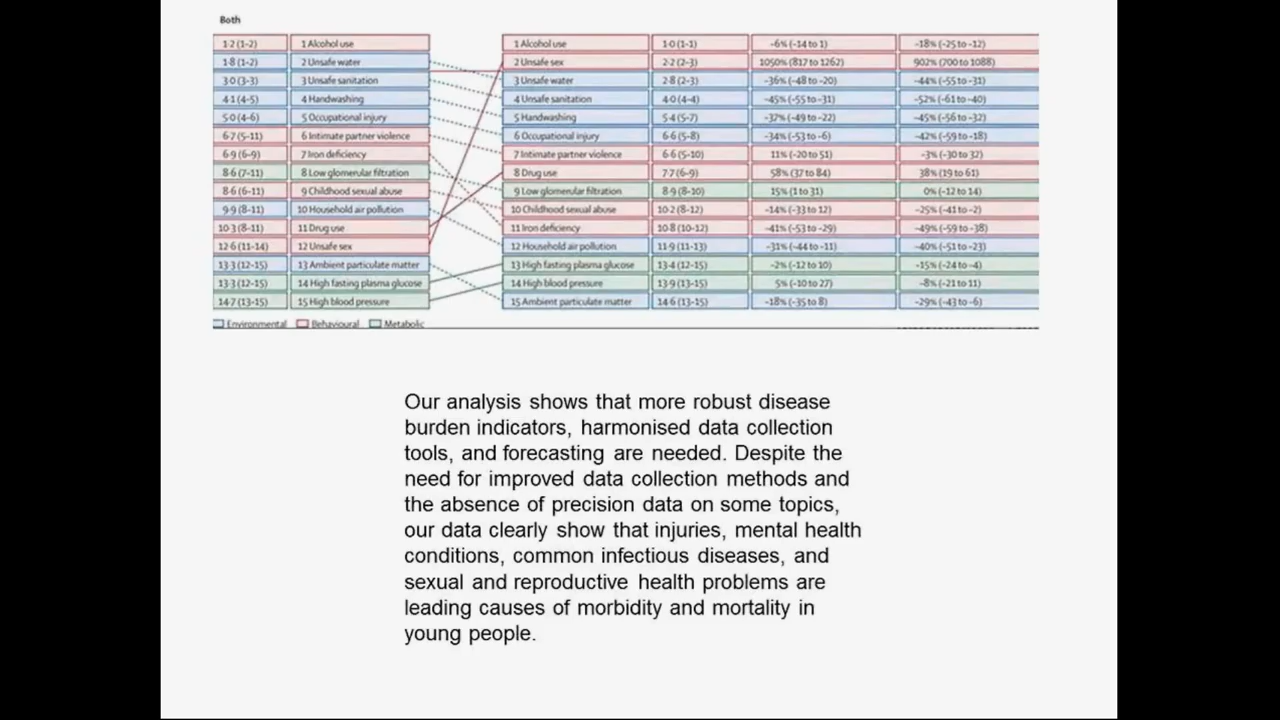 Both
1·2 (1–2) 1 Alcohol use 1 Alcohol use 1·0 (1–1) –6% (–14 to 1) –18% (–25 to –12)
1·8 (1–2) 2 Unsafe water 2 Unsafe sex 2·2 (2–3) 1050% (817 to 1262) 902% (700 to 1088)
3·0 (3–3) 3 Unsafe sanitation 3 Unsafe water 2·8 (2–3) –36% (–48 to –20) –44% (–55 to –31)
4·1 (4–5) 4 Handwashing 4 Unsafe sanitation 4·0 (4–4) –45% (–55 to –31) –52% (–61 to –40)
5·0 (4–6) 5 Occupational injury 5 Handwashing 5·4 (5–7) –37% (–49 to –22) –45% (–56 to –32)
6·7 (5–11) 6 Intimate partner violence 6 Occupational injury 6·6 (5–8) –34% (–53 to –6) –42% (–59 to –18)
6·9 (6–9) 7 Iron deficiency 7 Intimate partner violence 6·6 (5–10) 11% (–20 to 51) –3% (–30 to 32)
8·6 (7–11) 8 Low glomerular filtration 8 Drug use 7·7 (6–9) 58% (37 to 84) 38% (19 to 61)
8·6 (6–11) 9 Childhood sexual abuse 9 Low glomerular filtration 8·9 (8–10) 15% (1 to 31) 0% (–12 to 14)
9·9 (8–11) 10 Household air pollution 10 Childhood sexual abuse 10·2 (8–12) –14% (–33 to 12) –25% (–41 to –2)
10·3 (8–11) 11 Drug use 11 Iron deficiency 10·8 (10–12) –41% (–53 to –29) –49% (–59 to –38)
12·6 (11–14) 12 Unsafe sex 12 Household air pollution 11·9 (11–13) –31% (–44 to –11) –40% (–51 to –23)
13·3 (12–15) 13 Ambient particulate matter 13 High fasting plasma glucose 13·4 (12–15) –2% (–12 to 10) –15% (–24 to –4)
13·3 (12–15) 14 High fasting plasma glucose 14 High blood pressure 13·9 (13–15) 5% (–10 to 27) –8% (–21 to 11)
14·7 (13–15) 15 High blood pressure 15 Ambient particulate matter 14·6 (13–15) –18% (–35 to 8) –29% (–43 to –6)
Environmental Behavioural Metabolic
Our analysis shows that more robust disease
burden indicators, harmonised data collection
tools, and forecasting are needed. Despite the
need for improved data collection methods and
the absence of precision data on some topics,
our data clearly show that injuries, mental health
conditions, common infectious diseases, and
sexual and reproductive health problems are
leading causes of morbidity and mortality in
young people.